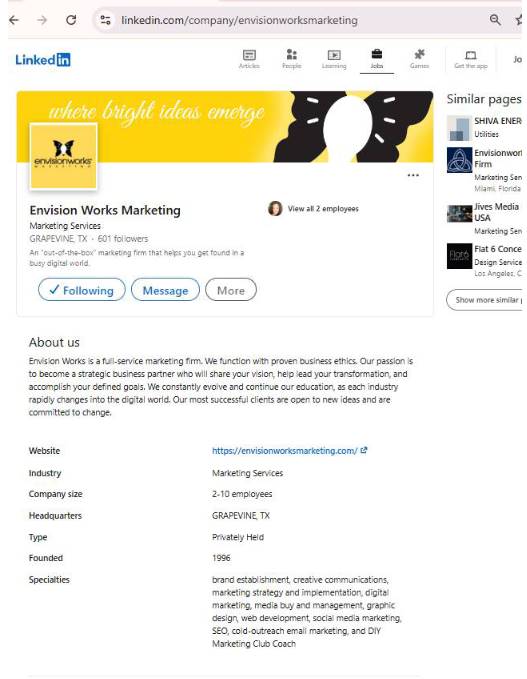 linkedin.com/company/envisionworksmarketing
Linked in
Articles
People
Learning
Jobs
Games
Get the app
Jo
where bright ideas emerge
envisionworks
MARKETING
Envision Works Marketing
Marketing Services
GRAPEVINE, TX · 601 followers
An "out-of-the-box" marketing firm that helps you get found in a
busy digital world.
View all 2 employees
Following
Message
More
Similar pages
SHIVA ENER
Utilities
Envisionwor
Firm
Marketing Ser
Miami, Florida
Jives Media
USA
Marketing Ser
Flat6
Flat 6 Conce
Design Service
Los Angeles, C
Show more similar p
About us
Envision Works is a full-service marketing firm. We function with proven business ethics. Our passion is
to become a strategic business partner who will share your vision, help lead your transformation, and
accomplish your defined goals. We constantly evolve and continue our education, as each industry
rapidly changes into the digital world. Our most successful clients are open to new ideas and are
committed to change.
Website
https://envisionworksmarketing.com/
Industry
Marketing Services
Company size
2-10 employees
Headquarters
GRAPEVINE, TX
Type
Privately Held
Founded
1996
Specialties
brand establishment, creative communications,
marketing strategy and implementation, digital
marketing, media buy and management, graphic
design, web development, social media marketing,
SEO, cold-outreach email marketing, and DIY
Marketing Club Coach